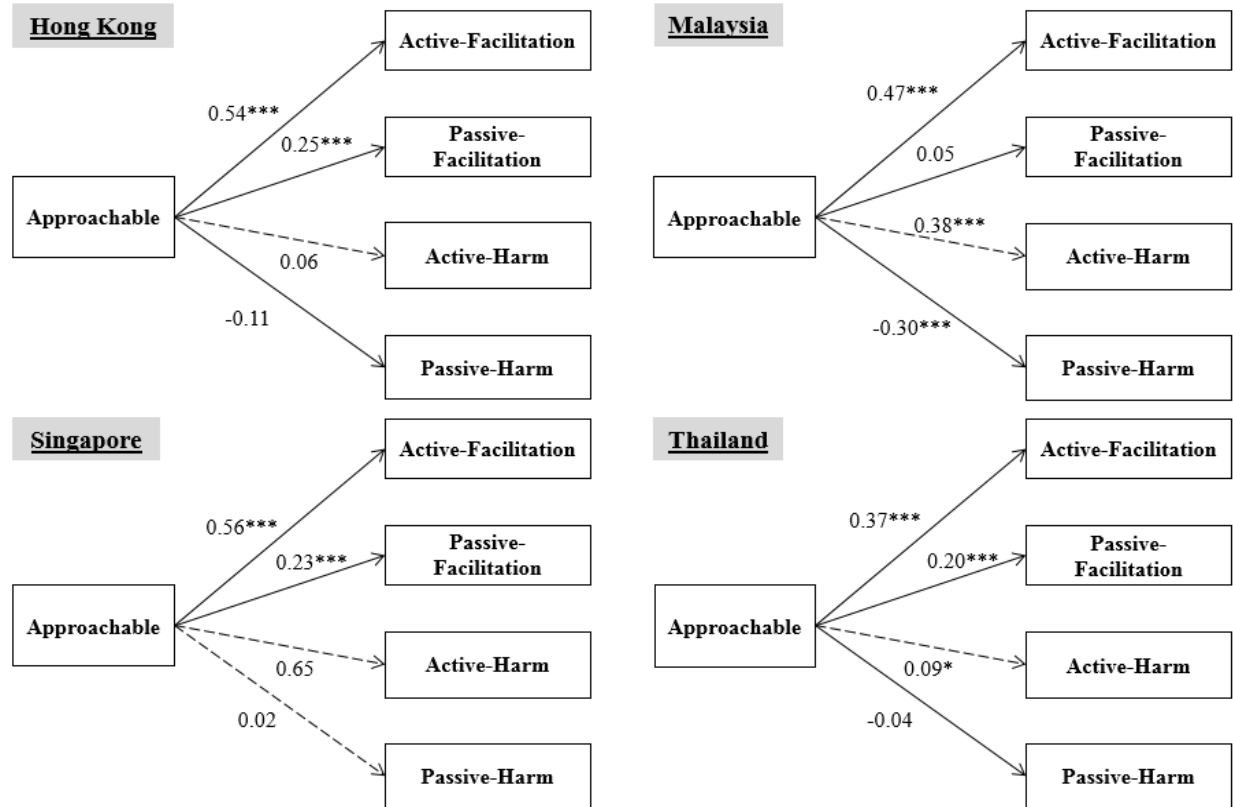 Hong Kong
Active-Facilitation
0.54***
Passive-
Facilitation
0.25***
Approachable
Active-Harm
0.06
-0.11
Passive-Harm
Malaysia
Active-Facilitation
0.47***
Passive-
Facilitation
0.05
Approachable
0.38***
Active-Harm
-0.30***
Passive-Harm
Singapore
Active-Facilitation
0.56***
Passive-
Facilitation
0.23***
Approachable
Active-Harm
0.65
0.02
Passive-Harm
Thailand
Active-Facilitation
0.37***
Passive-
Facilitation
0.20***
Approachable
Active-Harm
0.09*
-0.04
Passive-Harm